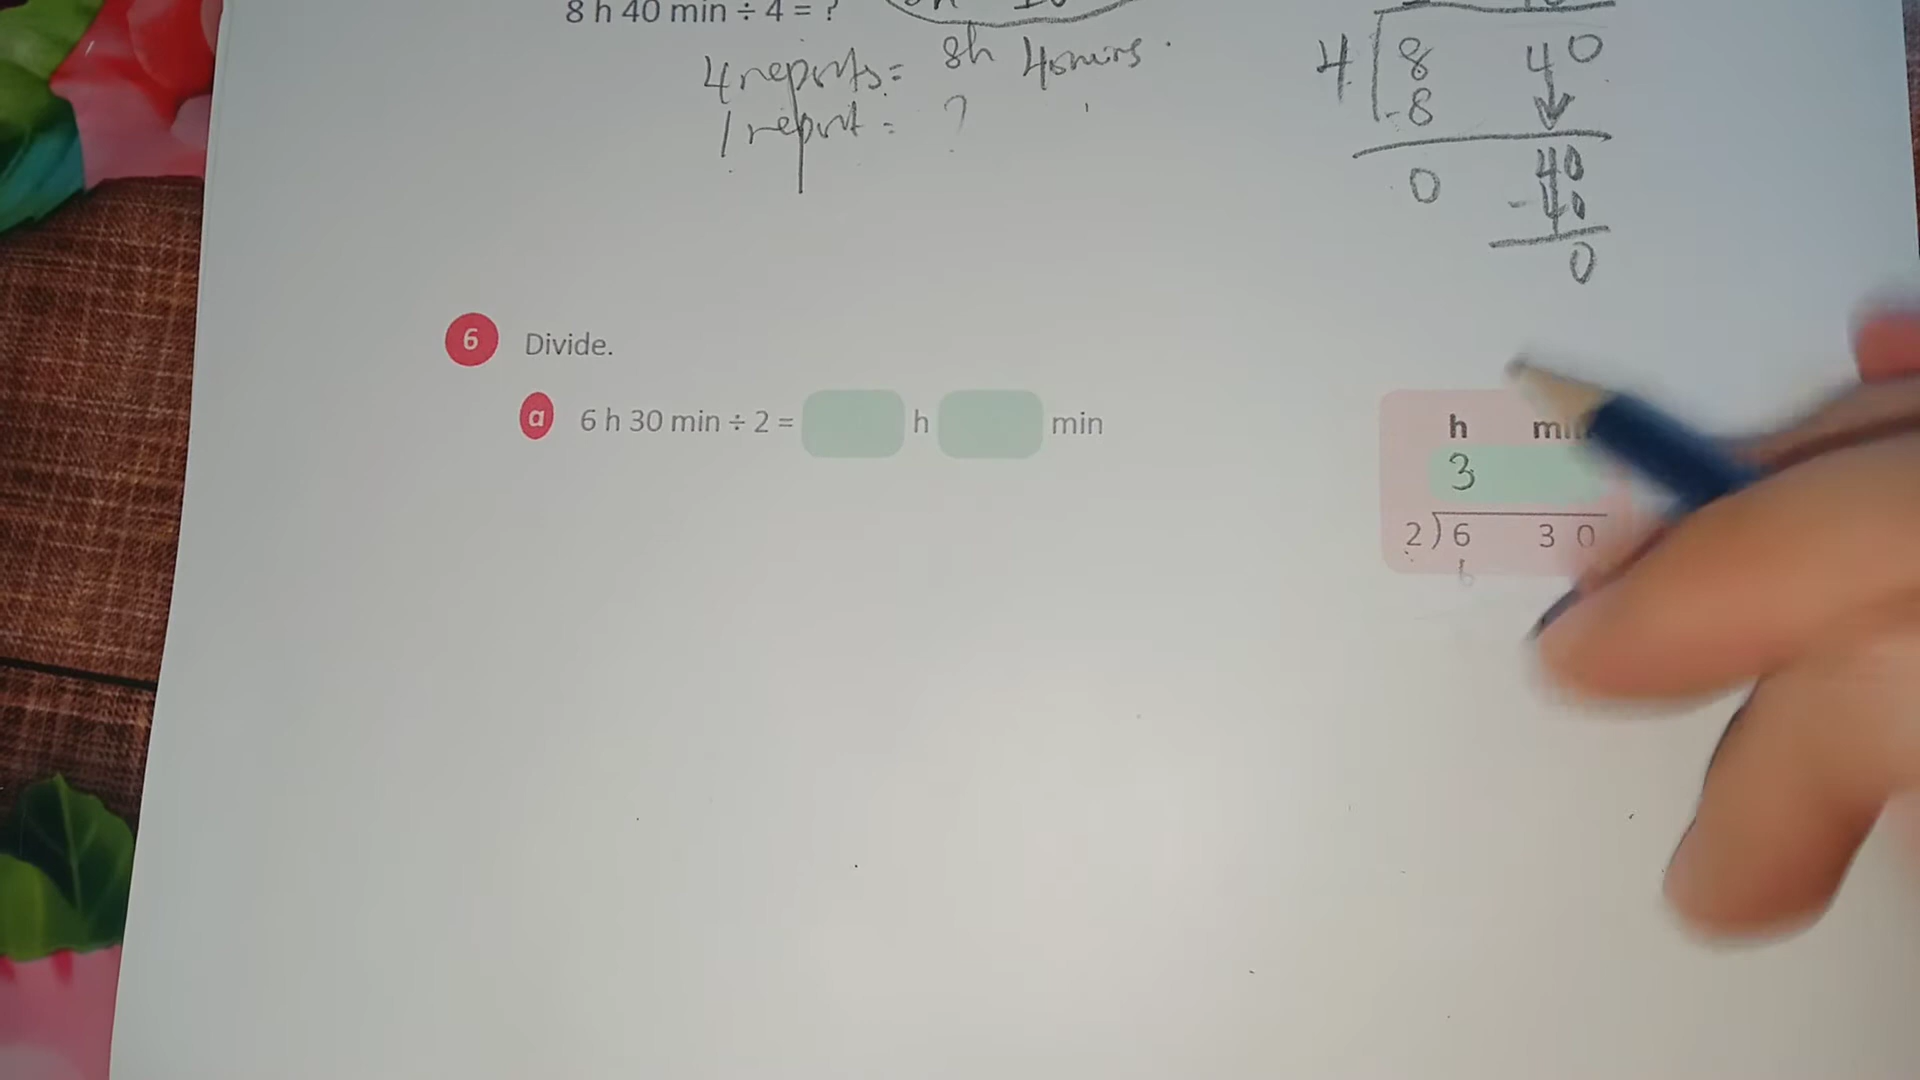 8 h 40 min ÷ 4 = ?
4 reports = 8h 40mins.
1 report = ?
4 8 40
-8
0 40
-40
0
6 Divide.
a 6 h 30 min ÷ 2 = h min
h
3
2)6 3 0
6